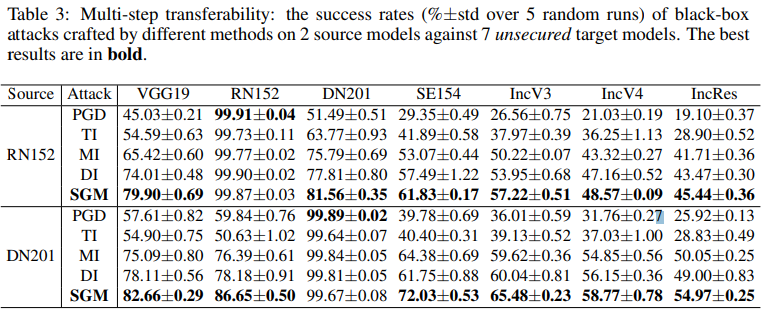 Table 3: Multi-step transferability: the success rates (%±std over 5 random runs) of black-box
attacks crafted by different methods on 2 source models against 7 unsecured target models. The best
results are in bold.
Source Attack VGG19 RN152 DN201 SE154 IncV3 IncV4 IncRes
PGD 45.03±0.21 99.91±0.04 51.49±0.51 29.35±0.49 26.56±0.75 21.03±0.19 19.10±0.37
TI 54.59±0.63 99.73±0.11 63.77±0.93 41.89±0.58 37.97±0.39 36.25±1.13 28.90±0.52
RN152 MI 65.42±0.60 99.77±0.02 75.79±0.69 53.07±0.44 50.22±0.07 43.32±0.27 41.71±0.36
DI 74.01±0.48 99.90±0.02 77.81±0.80 57.49±1.22 53.95±0.68 47.16±0.52 43.47±0.30
SGM 79.90±0.69 99.87±0.03 81.56±0.35 61.83±0.17 57.22±0.51 48.57±0.09 45.44±0.36
PGD 57.61±0.82 59.84±0.76 99.89±0.02 39.78±0.69 36.01±0.59 31.76±0.27 25.92±0.13
TI 54.90±0.75 50.63±1.02 99.64±0.07 40.40±0.31 39.13±0.52 37.03±1.00 28.83±0.49
DN201 MI 75.09±0.80 76.39±0.61 99.84±0.05 64.38±0.69 59.62±0.36 54.85±0.56 50.05±0.25
DI 78.11±0.56 78.18±0.91 99.81±0.05 61.75±0.88 60.04±0.81 56.15±0.36 49.00±0.83
SGM 82.66±0.29 86.65±0.50 99.67±0.08 72.03±0.53 65.48±0.23 58.77±0.78 54.97±0.25